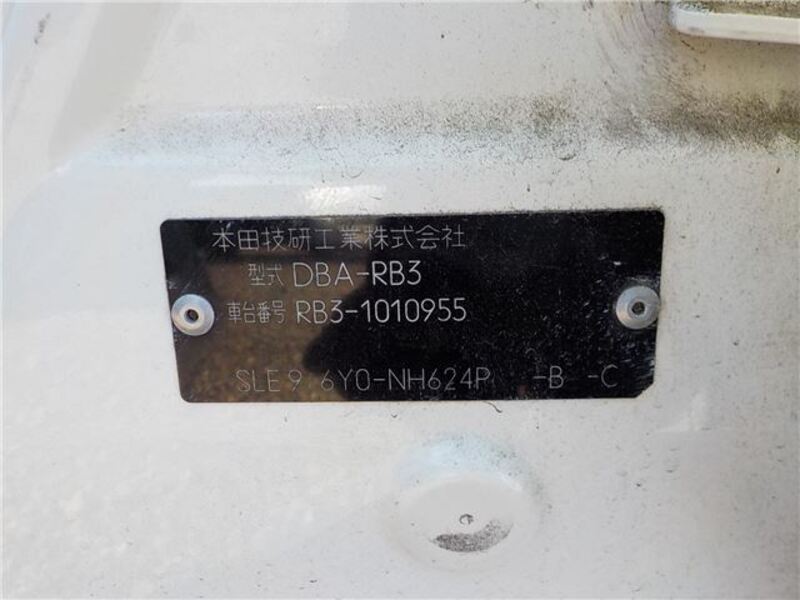 本田技研工業株式会社
型式 DBA-RB3
車台番号 RB3-1010955
SLE9.6Y0-NH624P -B -C